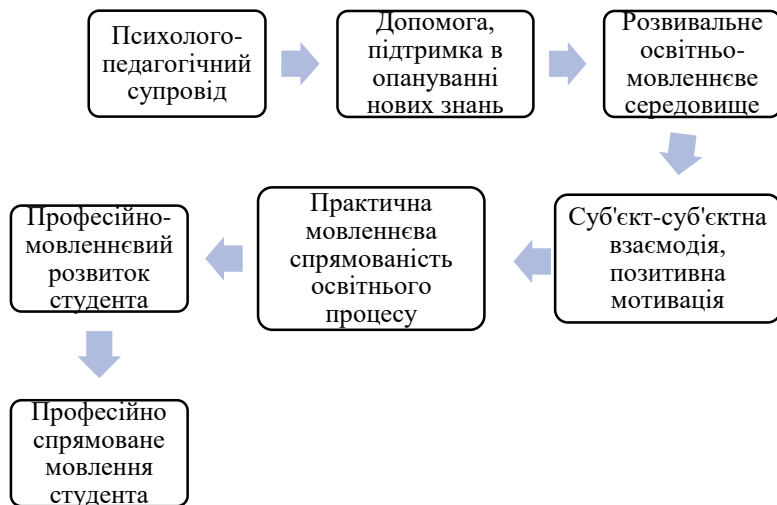 Психолого-
педагогічний
супровід
Допомога,
підтримка в
опануванні
нових знань
Розвивальне
освітньо-
мовленнєве
середовище
Суб'єкт-суб'єктна
взаємодія,
позитивна
мотивація
Практична
мовленнєва
спрямованість
освітнього
процесу
Професійно-
мовленнєвий
розвиток
студента
Професійно
спрямоване
мовлення
студента